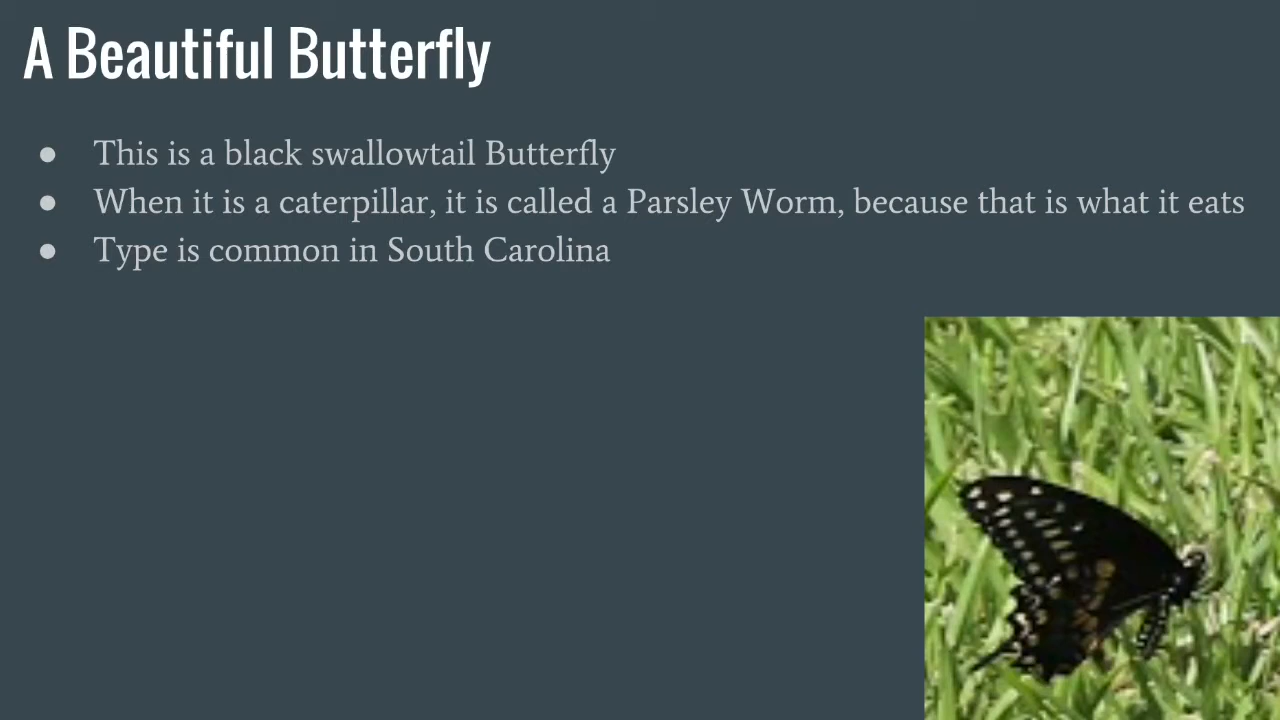 A Beautiful Butterfly
● This is a black swallowtail Butterfly
● When it is a caterpillar, it is called a Parsley Worm, because that is what it eats
● Type is common in South Carolina